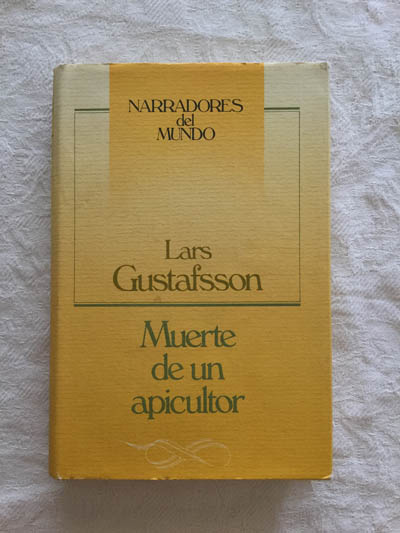 NARRADORES
del
MUNDO
Lars
Gustafsson
Muerte
de un
apicultor